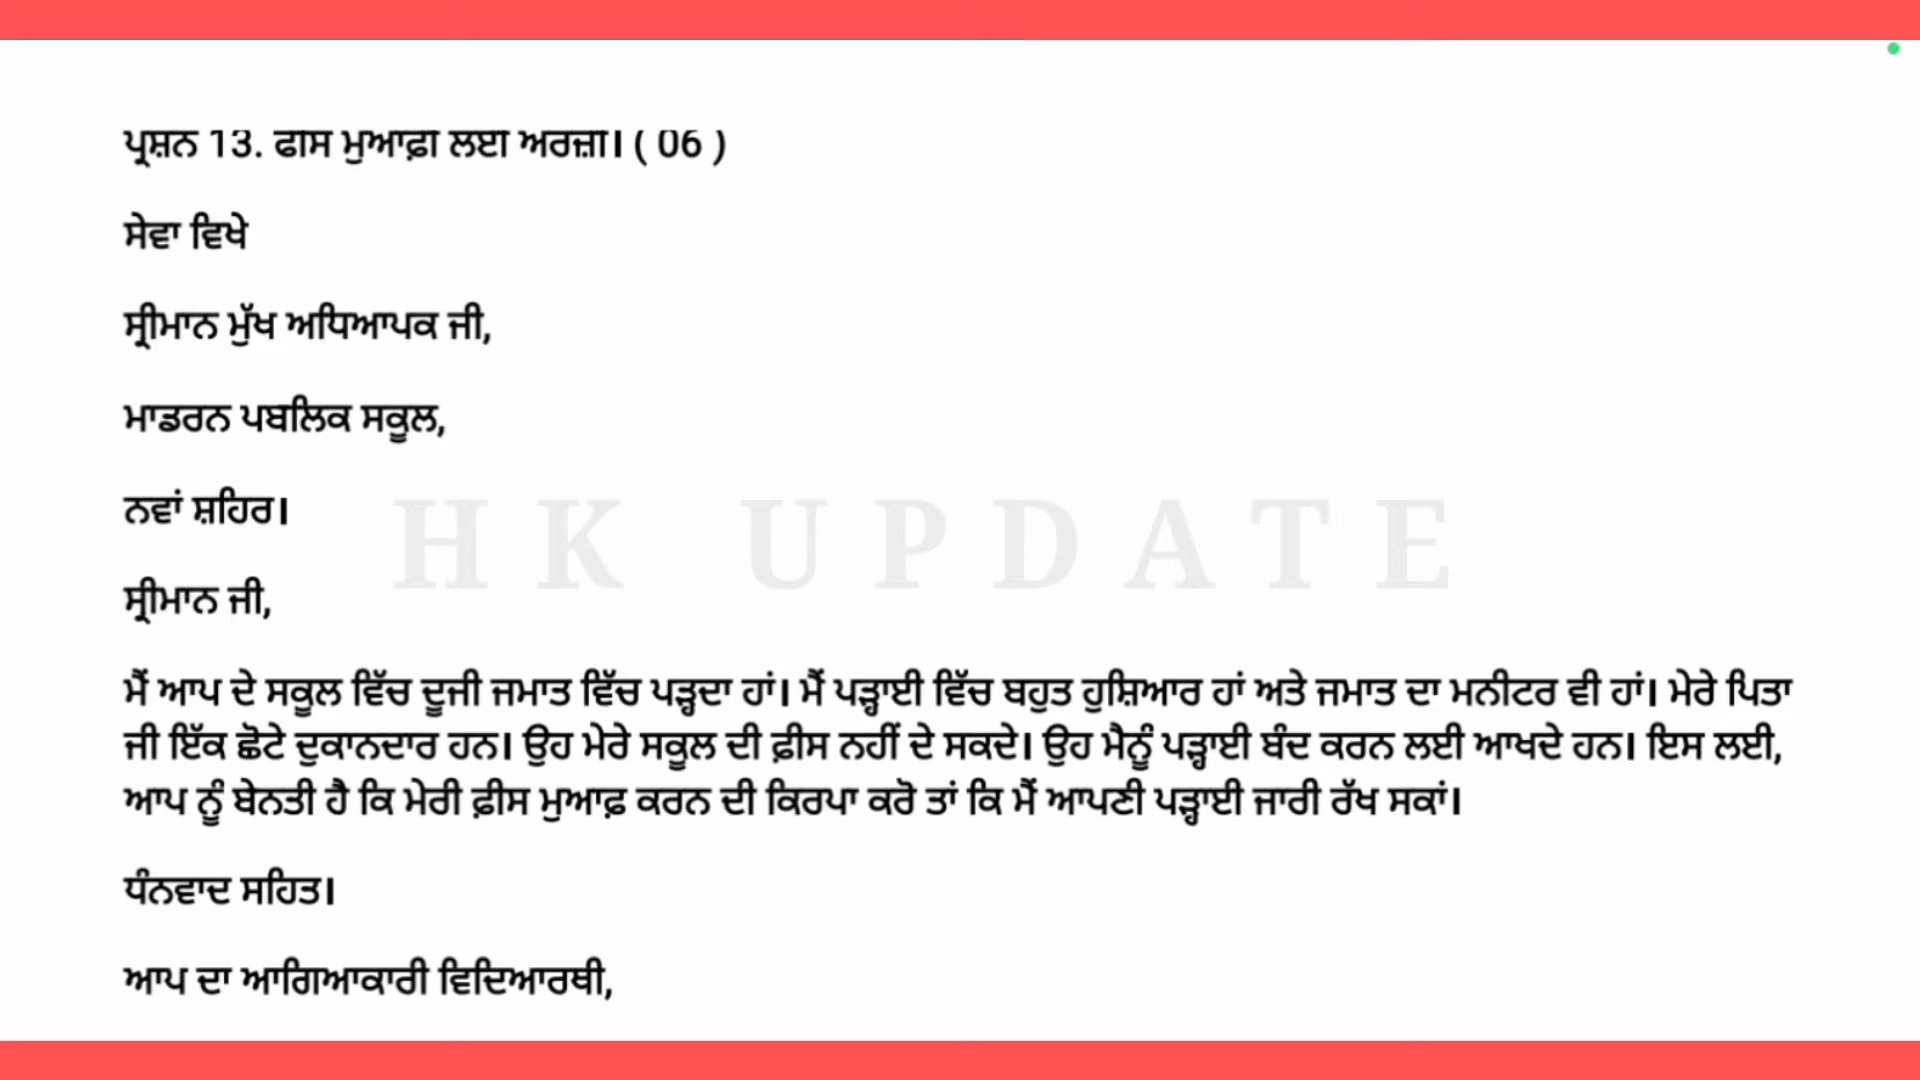 ਪ੍ਰਸ਼ਨ 13. ਫੀਸ ਮੁਆਫ਼ੀ ਲਈ ਅਰਜ਼ੀ। ( 06 )
ਸੇਵਾ ਵਿਖੇ
ਸ੍ਰੀਮਾਨ ਮੁੱਖ ਅਧਿਆਪਕ ਜੀ,
ਮਾਡਰਨ ਪਬਲਿਕ ਸਕੂਲ,
ਨਵਾਂ ਸ਼ਹਿਰ।
HK UPDATE
ਸ੍ਰੀਮਾਨ ਜੀ,
ਮੈਂ ਆਪ ਦੇ ਸਕੂਲ ਵਿੱਚ ਦੂਜੀ ਜਮਾਤ ਵਿੱਚ ਪੜ੍ਹਦਾ ਹਾਂ। ਮੈਂ ਪੜ੍ਹਾਈ ਵਿੱਚ ਬਹੁਤ ਹੁਸ਼ਿਆਰ ਹਾਂ ਅਤੇ ਜਮਾਤ ਦਾ ਮਨੀਟਰ ਵੀ ਹਾਂ। ਮੇਰੇ ਪਿਤਾ
ਜੀ ਇੱਕ ਛੋਟੇ ਦੁਕਾਨਦਾਰ ਹਨ। ਉਹ ਮੇਰੇ ਸਕੂਲ ਦੀ ਫ਼ੀਸ ਨਹੀਂ ਦੇ ਸਕਦੇ। ਉਹ ਮੈਨੂੰ ਪੜ੍ਹਾਈ ਬੰਦ ਕਰਨ ਲਈ ਆਖਦੇ ਹਨ। ਇਸ ਲਈ,
ਆਪ ਨੂੰ ਬੇਨਤੀ ਹੈ ਕਿ ਮੇਰੀ ਫ਼ੀਸ ਮੁਆਫ਼ ਕਰਨ ਦੀ ਕਿਰਪਾ ਕਰੋ ਤਾਂ ਕਿ ਮੈਂ ਆਪਣੀ ਪੜ੍ਹਾਈ ਜਾਰੀ ਰੱਖ ਸਕਾਂ।
ਧੰਨਵਾਦ ਸਹਿਤ।
ਆਪ ਦਾ ਆਗਿਆਕਾਰੀ ਵਿਦਿਆਰਥੀ,